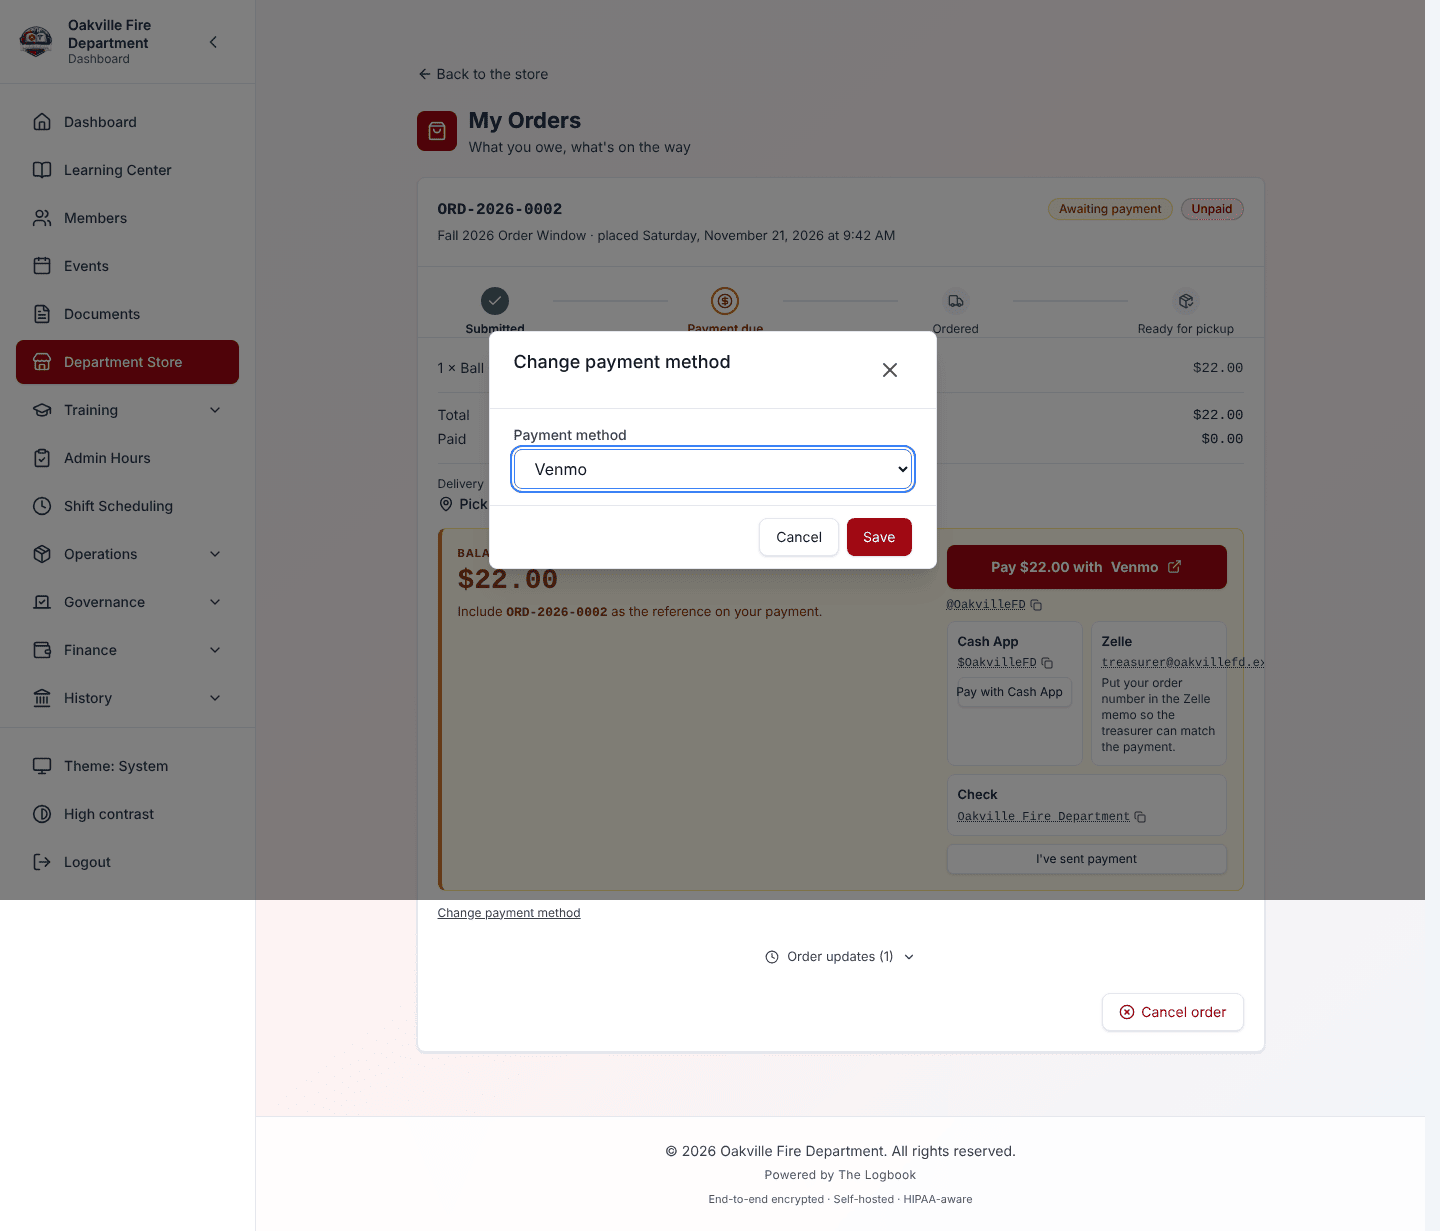 Oakville Fire
Department
Dashboard
Dashboard
Learning Center
Members
Events
Documents
Department Store
Training
Admin Hours
Shift Scheduling
Operations
Governance
Finance
History
Theme: System
High contrast
Logout
Back to the store
My Orders
What you owe, what's on the way
ORD-2026-0002
Awaiting payment
Unpaid
Fall 2026 Order Window · placed Saturday, November 21, 2026 at 9:42 AM
Submitted
Payment due
Ordered
Ready for pickup
1 × Ball
$22.00
Total
$22.00
Paid
$0.00
Delivery
Pick
Change payment method
Payment method
Venmo
Cancel
Save
$22.00
Include ORD-2026-0002 as the reference on your payment.
Pay $22.00 with Venmo
@OakvilleFD
Cash App
$OakvilleFD
Pay with Cash App
Zelle
treasurer@oakvillefd.ex
Put your order
number in the Zelle
memo so the
treasurer can match
the payment.
Check
Oakville Fire Department
I've sent payment
Change payment method
Order updates (1)
Cancel order
© 2026 Oakville Fire Department. All rights reserved.
Powered by The Logbook
End-to-end encrypted · Self-hosted · HIPAA-aware